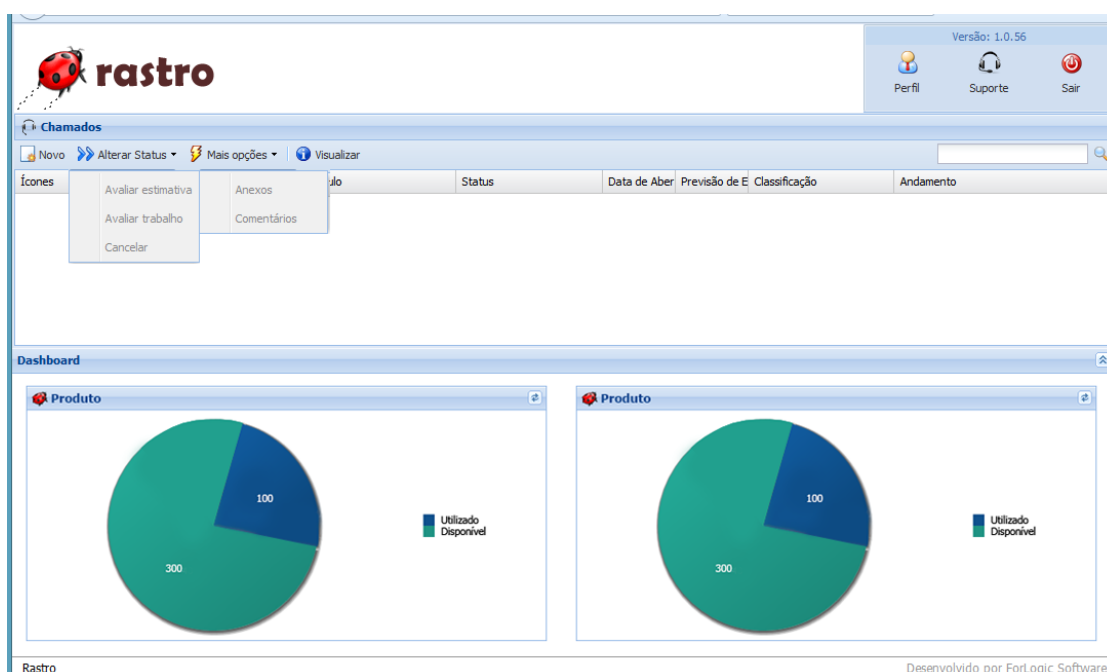 Versão: 1.0.56
rastro
Perfil Suporte Sair
Chamados
Novo Alterar Status Mais opções Visualizar
Ícones ulo Status Data de Aber Previsão de E Classificação Andamento
Avaliar estimativa Anexos
Avaliar trabalho Comentários
Cancelar
Dashboard
Produto Produto
100 100
Utilizado Utilizado
Disponível Disponível
300 300
Rastro Desenvolvido por ForLogic Software